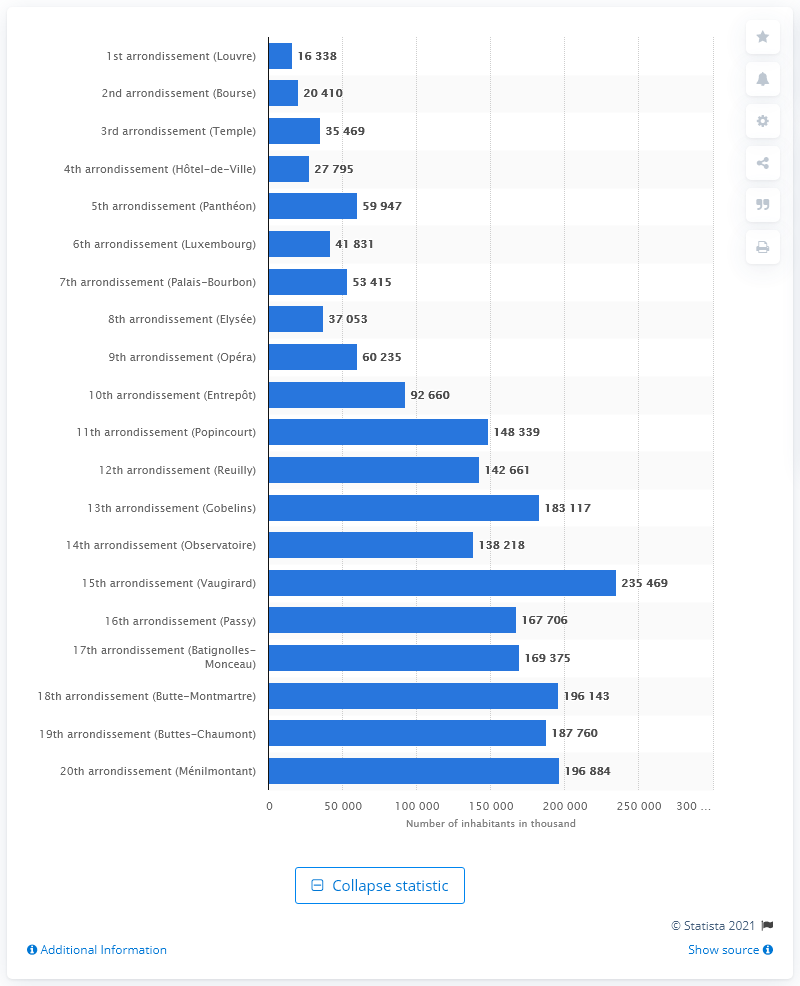 1st arrondissement (Louvre) 16 338
2nd arrondissement (Bourse) 20 410
3rd arrondissement (Temple) 35 469
4th arrondissement (Hôtel-de-Ville) 27 795
5th arrondissement (Panthéon) 59 947
6th arrondissement (Luxembourg) 41 831
7th arrondissement (Palais-Bourbon) 53 415
8th arrondissement (Elysée) 37 053
9th arrondissement (Opéra) 60 235
10th arrondissement (Entrepôt) 92 660
11th arrondissement (Popincourt) 148 339
12th arrondissement (Reuilly) 142 661
13th arrondissement (Gobelins) 183 117
14th arrondissement (Observatoire) 138 218
15th arrondissement (Vaugirard) 235 469
16th arrondissement (Passy) 167 706
17th arrondissement (Batignolles-
Monceau) 169 375
18th arrondissement (Butte-Montmartre) 196 143
19th arrondissement (Buttes-Chaumont) 187 760
20th arrondissement (Ménilmontant) 196 884
0 50 000 100 000 150 000 200 000 250 000 300 ...
Number of inhabitants in thousand
Collapse statistic
© Statista 2021
Additional Information Show source